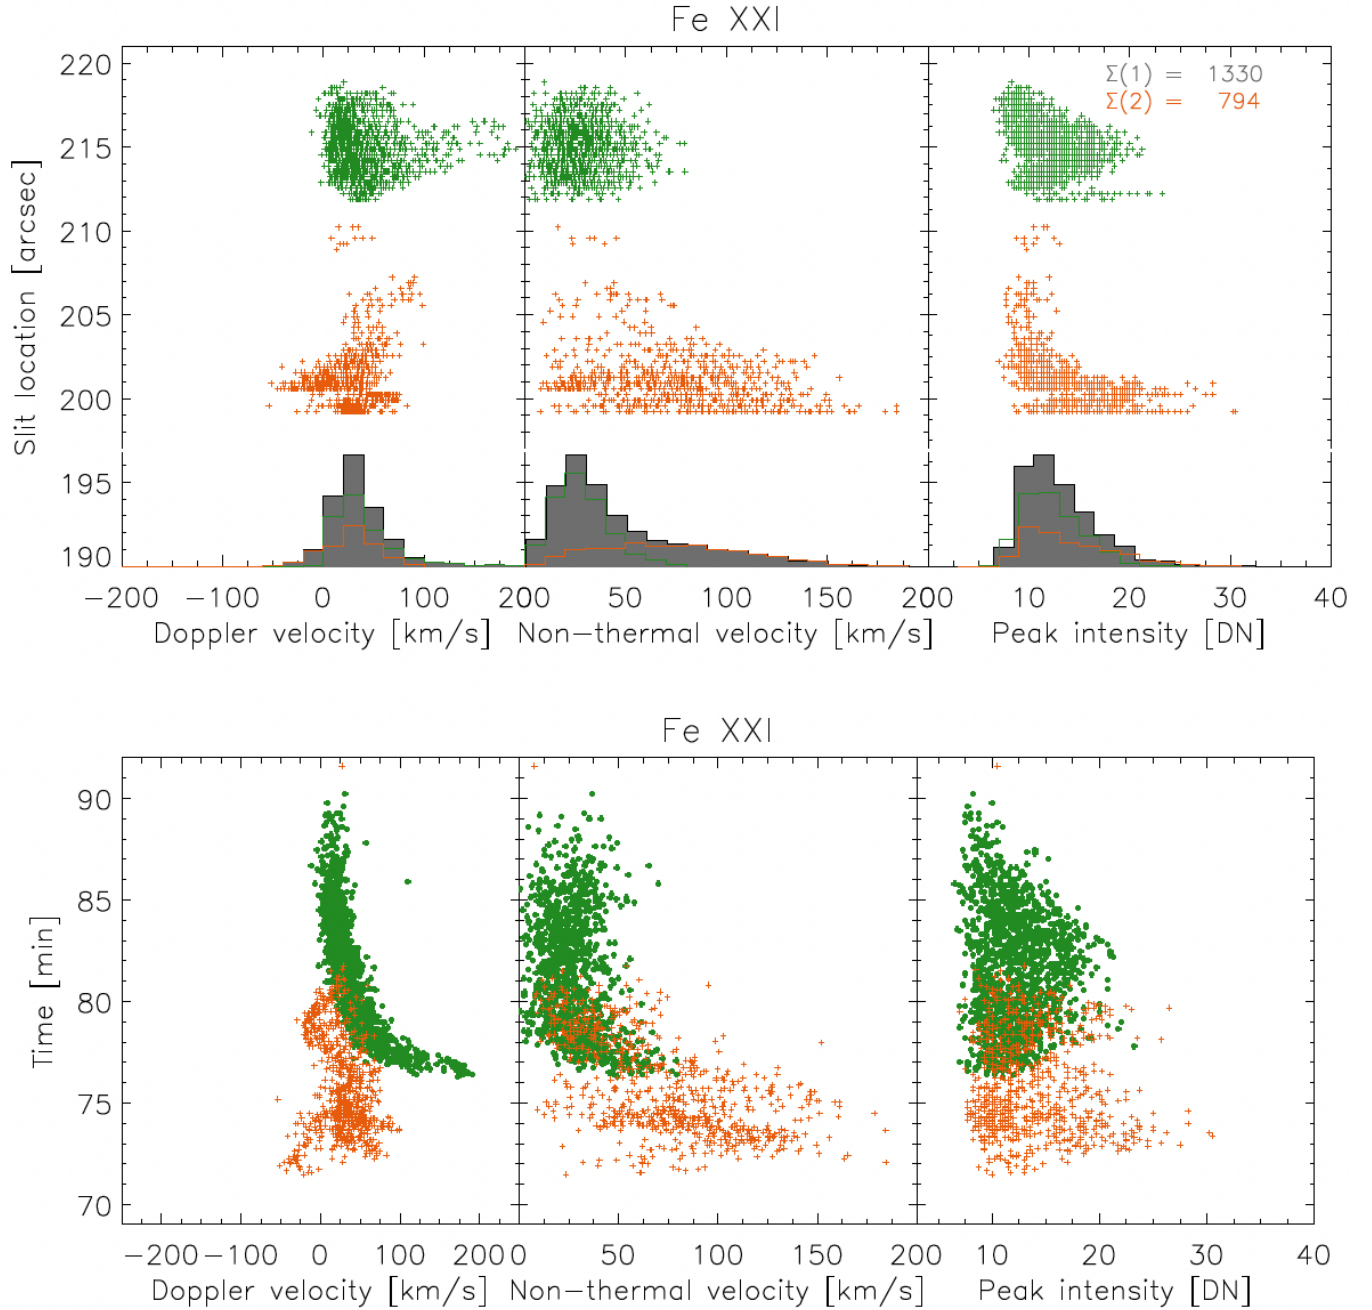 Fe XXI
Σ(1) = 1330
Σ(2) = 794
Slit location [arcsec]
220
215
210
205
200
195
190
−200 −100 0 100 200 50 100 150 200 10 20 30 40
Doppler velocity [km/s] Non−thermal velocity [km/s] Peak intensity [DN]
Fe XXI
Time [min]
90
85
80
75
70
−200−100 0 100 200 0 50 100 150 200 10 20 30 40
Doppler velocity [km/s] Non−thermal velocity [km/s] Peak intensity [DN]